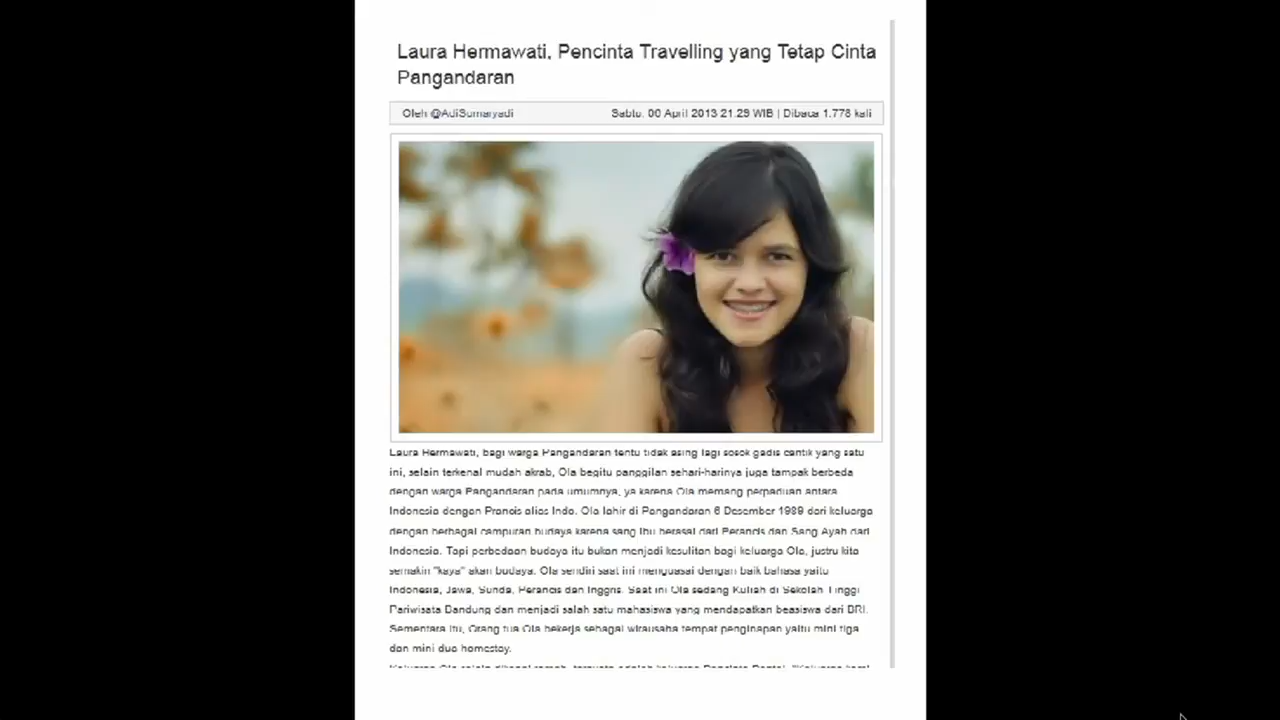 Laura Hermawati, Pencinta Travelling yang Tetap Cinta
Pangandaran
Oleh @AdiSumaryadi
Sabtu, April 2013 21:29 WIB | Dibaca 1.778 kali
Laura Hermawati, bagi warga Pangandaran tentu tidak asing lagi sosok gadis cantik yang satu
ini, selain terkenal mudah akrab, Ola begitu panggilan sehari-harinya juga tampak berbeda
dengan warga Pangandaran pada umumnya, ya karena Ola memang perpaduan antara
Indonesia dengan Prancis alias Indo. Ola lahir di Pangandaran 6 Desember 1989 dari keluarga
dengan berbagai campuran budaya karena sang Ibu berasal dari Perancis dan Sang Ayah dari
Indonesia. Tapi perbedaan budaya itu bukan menjadi kesulitan bagi keluarga Ola, justru kita
semakin "kaya" akan budaya. Ola sendiri saat ini menguasai dengan baik bahasa yaitu
Indonesia, Jawa, Sunda, Perancis dan Inggris. Saat ini Ola sedang Kuliah di Sekolah Tinggi
Pariwisata Bandung dan menjadi salah satu mahasiswa yang mendapatkan beasiswa dari BRI.
Sementara itu, Orang tua Ola bekerja sebagai wirausaha tempat penginapan yaitu mini tiga
dan mini dua homestay.